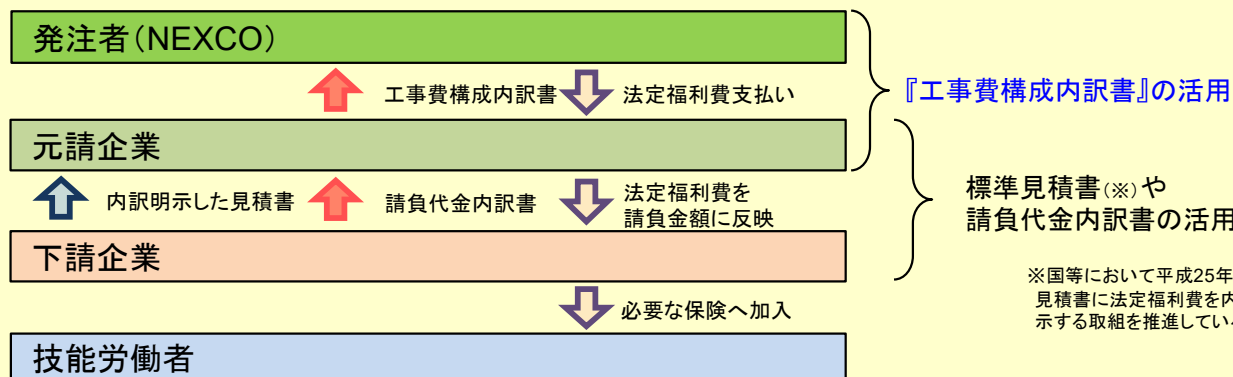 発注者（NEXCO）
工事費構成内訳書
法定福利費支払い
『工事費構成内訳書』の活用
元請企業
内訳明示した見積書
請負代金内訳書
法定福利費を
請負金額に反映
標準見積書(※)や
請負代金内訳書の活用
下請企業
※国等において平成25年
見積書に法定福利費を内
示する取組を推進してい
必要な保険へ加入
技能労働者